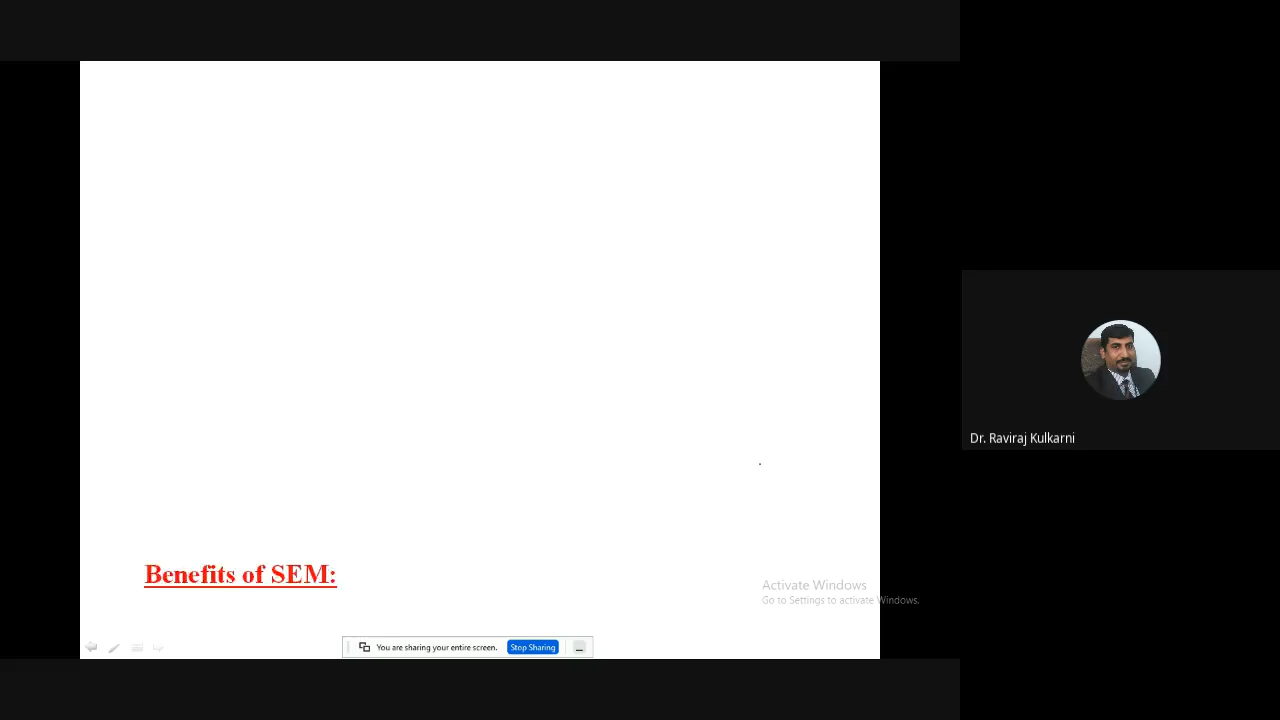 Benefits of SEM:
Activate Windows
Go to Settings to activate Windows.
You are sharing your entire screen. Stop Sharing
Dr. Raviraj Kulkarni